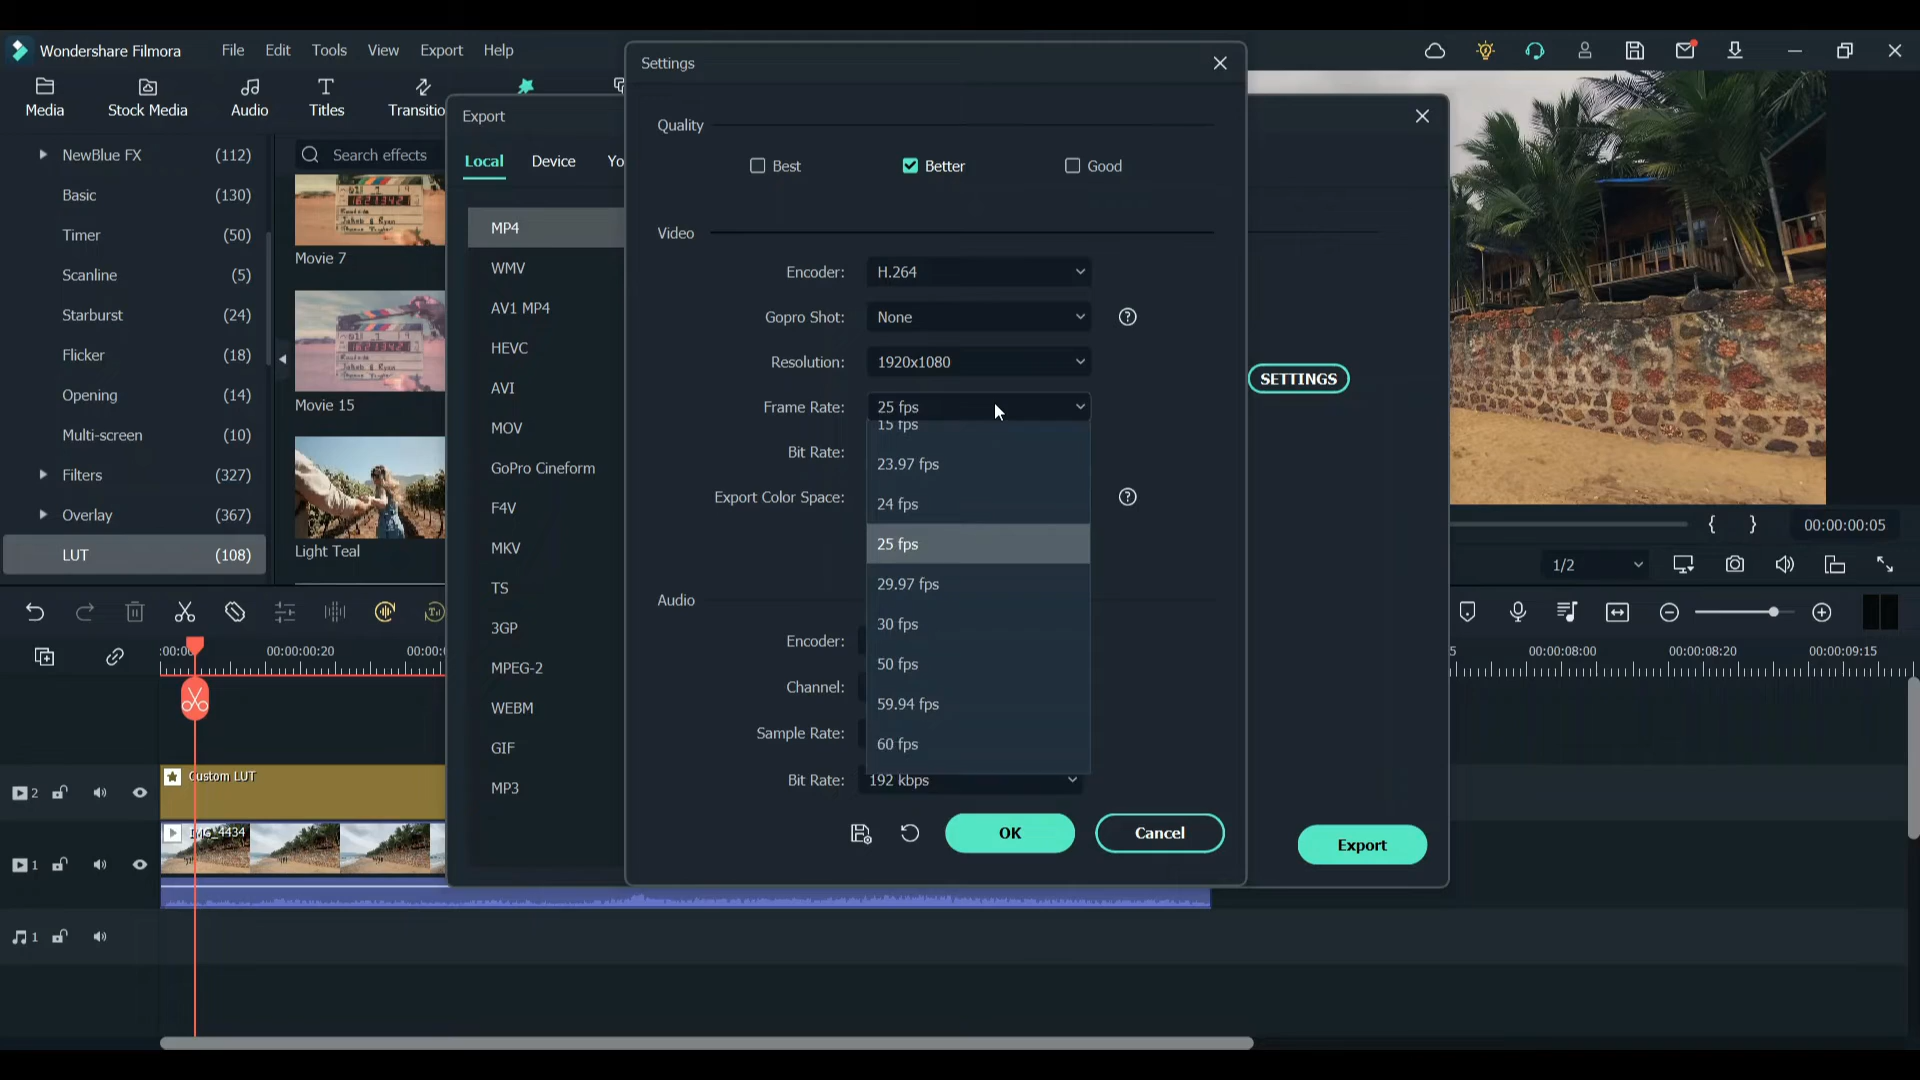 Wondershare Filmora
File
Edit
Tools
View
Export
Help
Media
Stock Media
Audio
Titles
NewBlue FX (112)
Basic (130)
Timer (50)
Scanline (5)
Starburst (24)
Flicker (18)
Opening (14)
Multi-screen (10)
Filters (327)
Overlay (367)
LUT (108)
Search effects
Movie 7
Movie 15
Light Teal
Export
Local
Device
MP4
WMV
AV1 MP4
HEVC
AVI
MOV
GoPro Cineform
F4V
MKV
TS
3GP
MPEG-2
WEBM
GIF
MP3
Settings
Quality
Best
Better
Good
Video
Encoder: H.264
Gopro Shot: None
Resolution: 1920x1080
Frame Rate: 25 fps
15 fps
23.97 fps
24 fps
25 fps
29.97 fps
30 fps
50 fps
59.94 fps
60 fps
Bit Rate:
Export Color Space:
Audio
Encoder:
Channel:
Sample Rate:
Bit Rate: 192 kbps
OK
Cancel
SETTINGS
Export
{ } 00:00:00:05
1/2
00:00:00:20
00:00:08:00
00:00:08:20
00:00:09:15
2
Custom LUT
1
IMG_4434
1